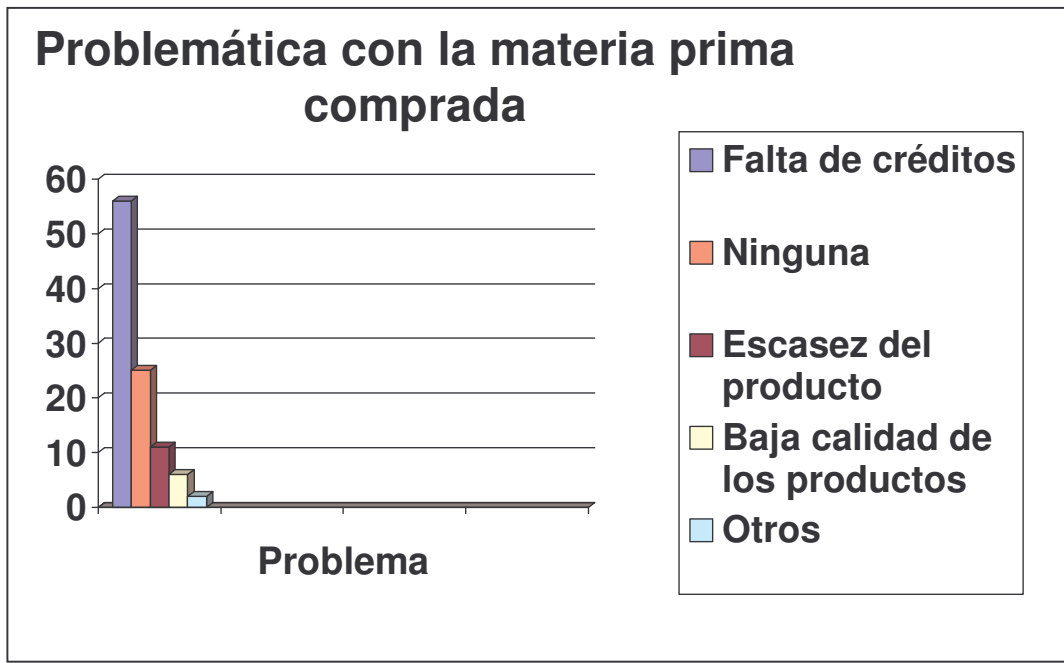 Problemática con la materia prima
comprada
60
50
40
30
20
10
0
Problema
Falta de créditos
Ninguna
Escasez del
producto
Baja calidad de
los productos
Otros